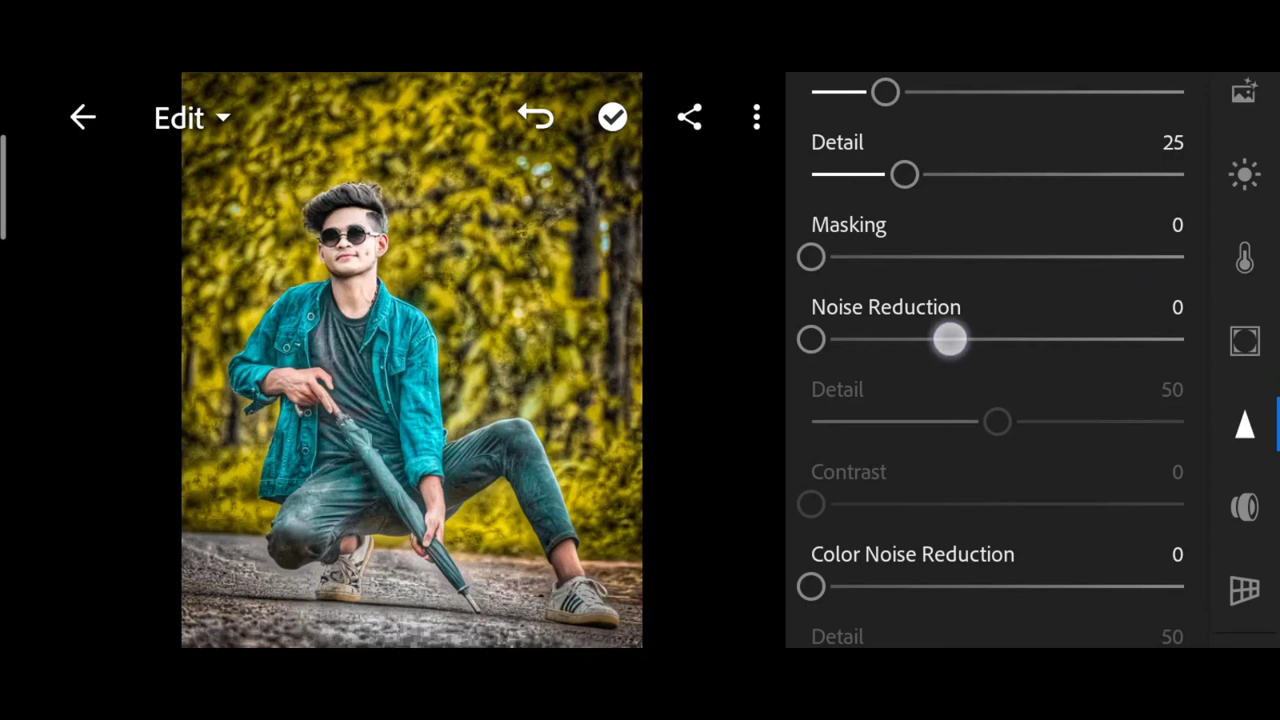 Edit
Detail 25
Masking 0
Noise Reduction 0
Detail 50
Contrast 0
Color Noise Reduction 0
Detail 50